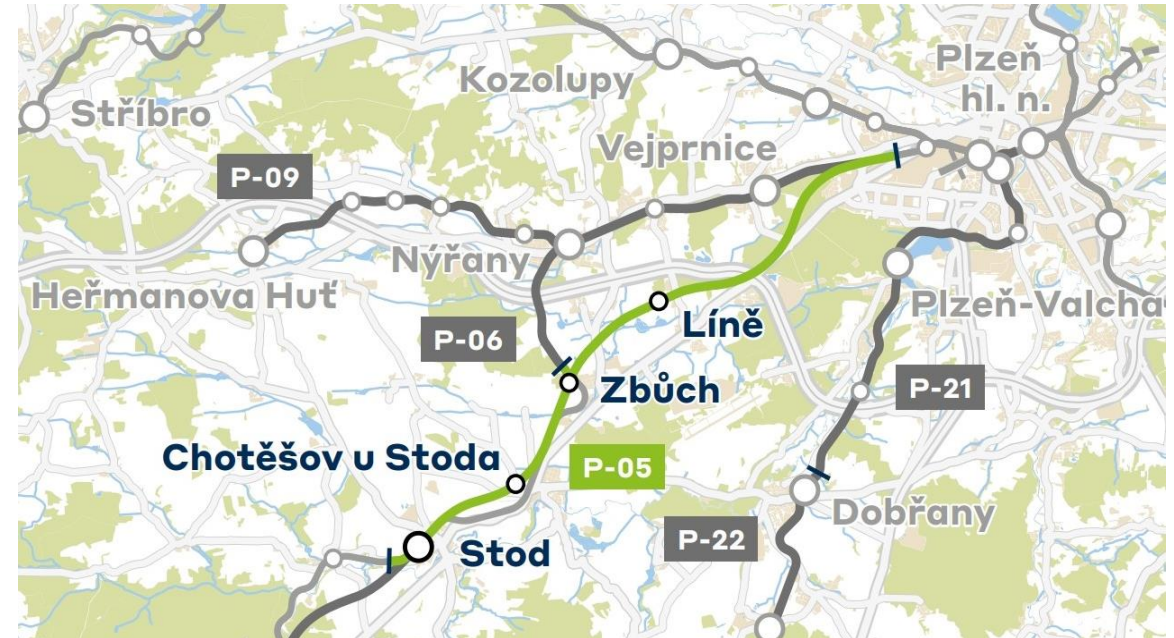 Plzeň
hl. n.
Kozolupy
Stříbro
Vejprnice
P-09
Nýřany
Heřmanova Huť
Plzeň-Valcha
Líně
P-06
Zbůch
P-21
Chotěšov u Stoda
P-05
Dobřany
P-22
Stod